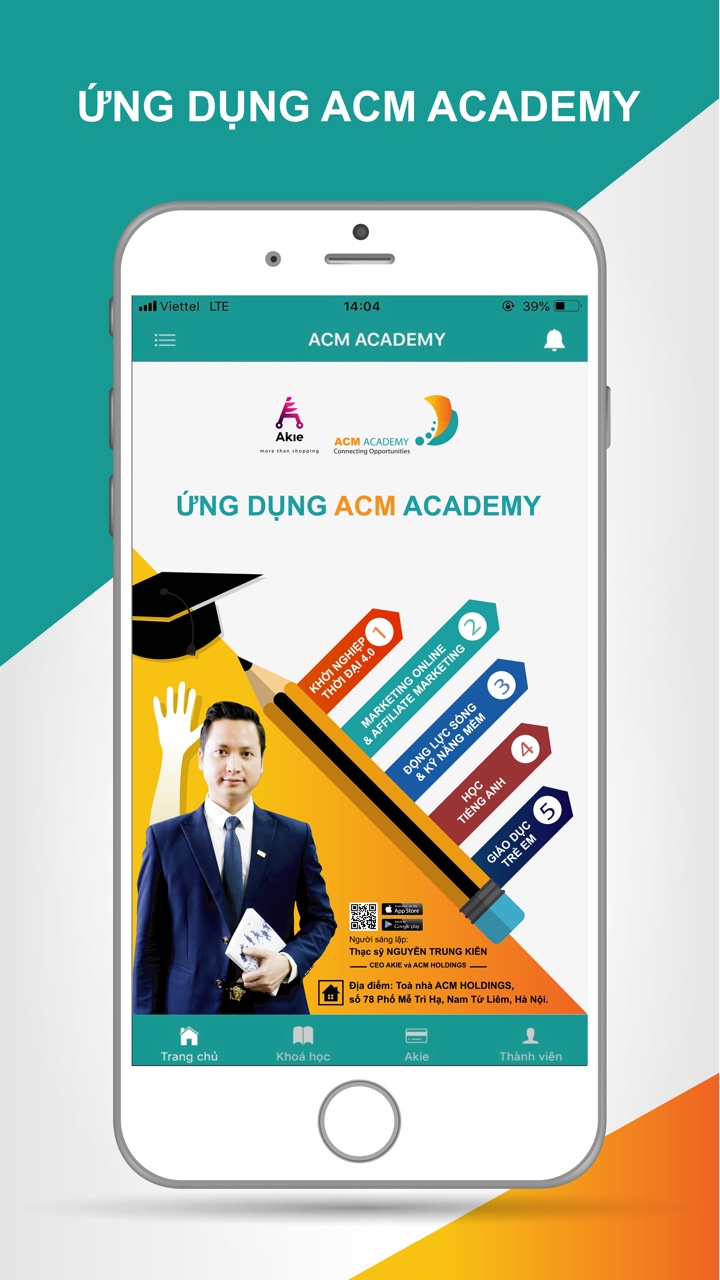 ỨNG DỤNG ACM ACADEMY
Viettel LTE 14:04 39%
ACM ACADEMY
Akie
more than shopping
ACM ACADEMY
Connecting Opportunities
ỨNG DỤNG ACM ACADEMY
KHỞI NGHIỆP
THỜI ĐẠI 4.0
1
MARKETING ONLINE
& AFFILIATE MARKETING
2
ĐỘNG LỰC SỐNG
& KỸ NĂNG MỀM
3
HỌC
TIẾNG ANH
4
GIÁO DỤC
TRẺ EM
5
App Store
Google play
Người sáng lập:
Thạc sỹ NGUYỄN TRUNG KIÊN
CEO AKIE và ACM HOLDINGS
Địa điểm: Toà nhà ACM HOLDINGS,
số 78 Phố Mễ Trì Hạ, Nam Từ Liêm, Hà Nội.
Trang chủ
Khoá học
Akie
Thành viên